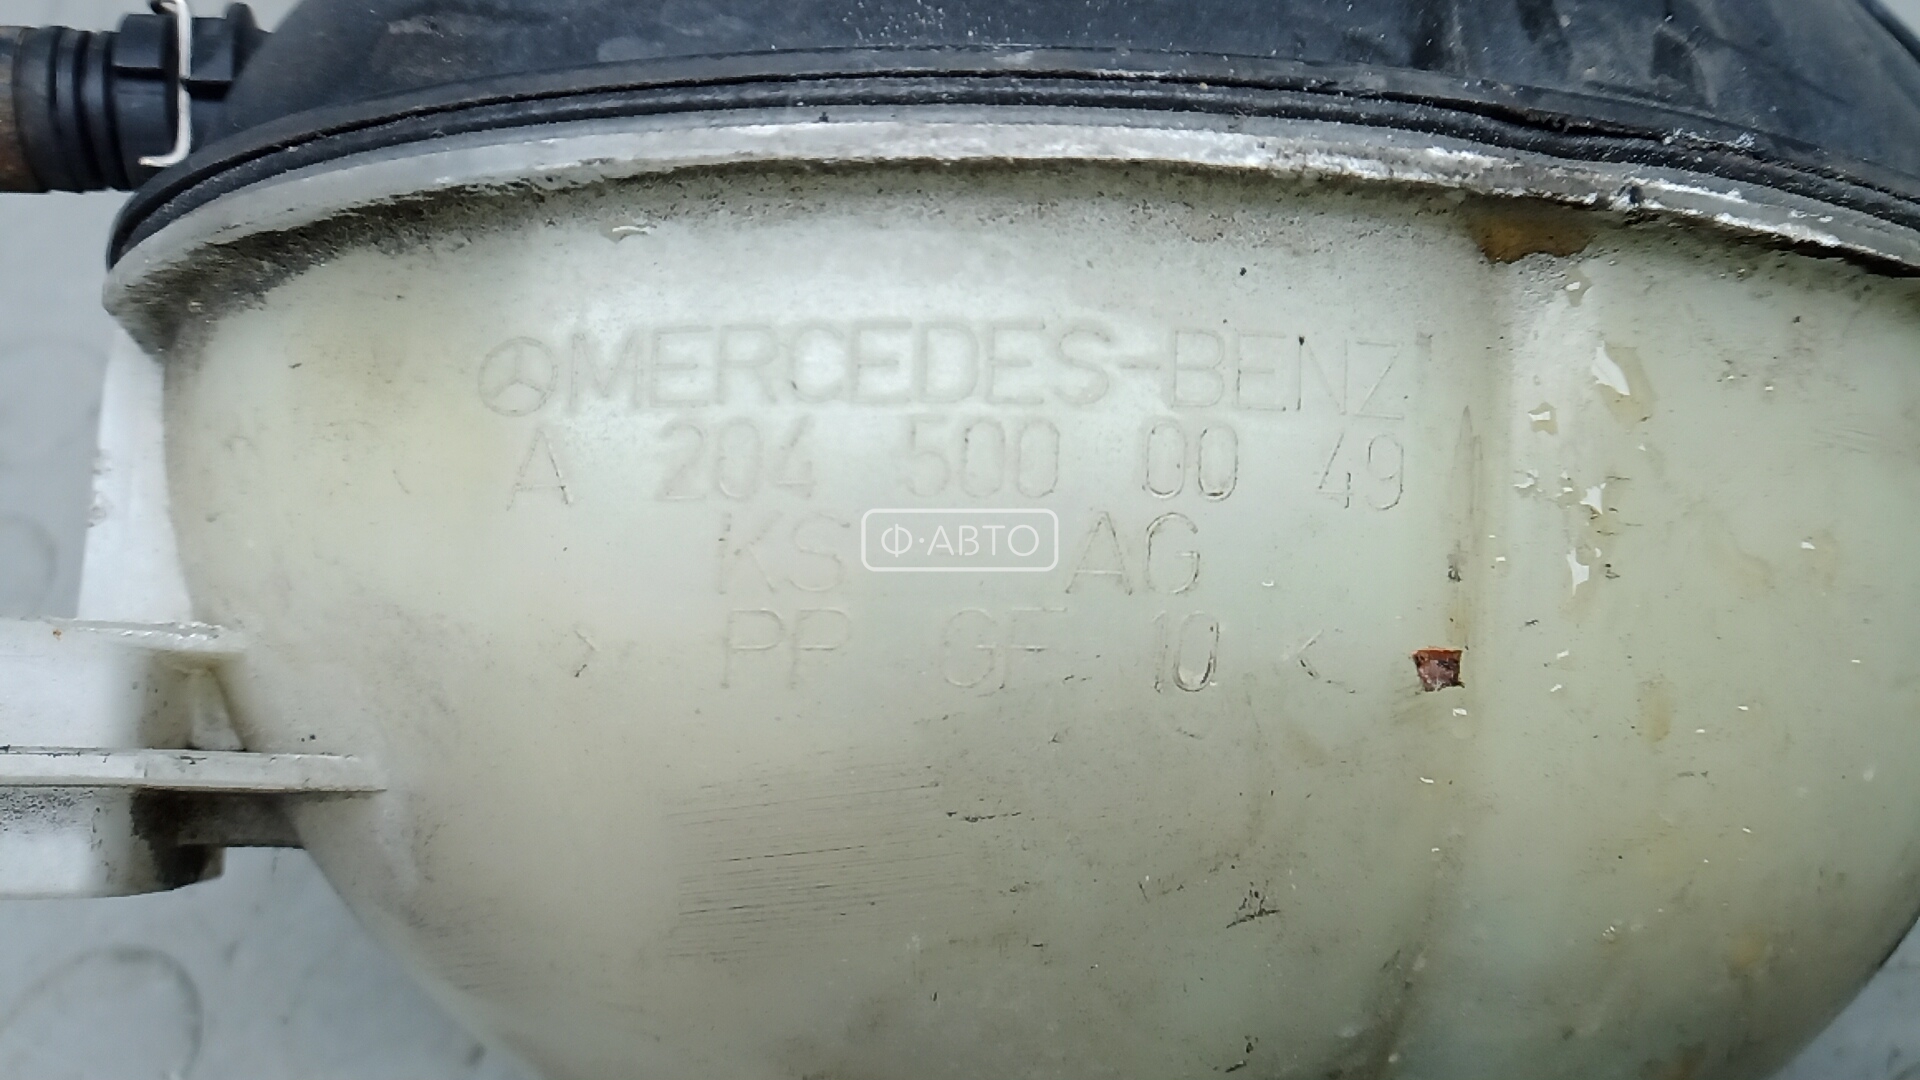 MERCEDES-BENZ
A 204 500 00 49
KS AG
Ф·АВТО
>PP GF 10<